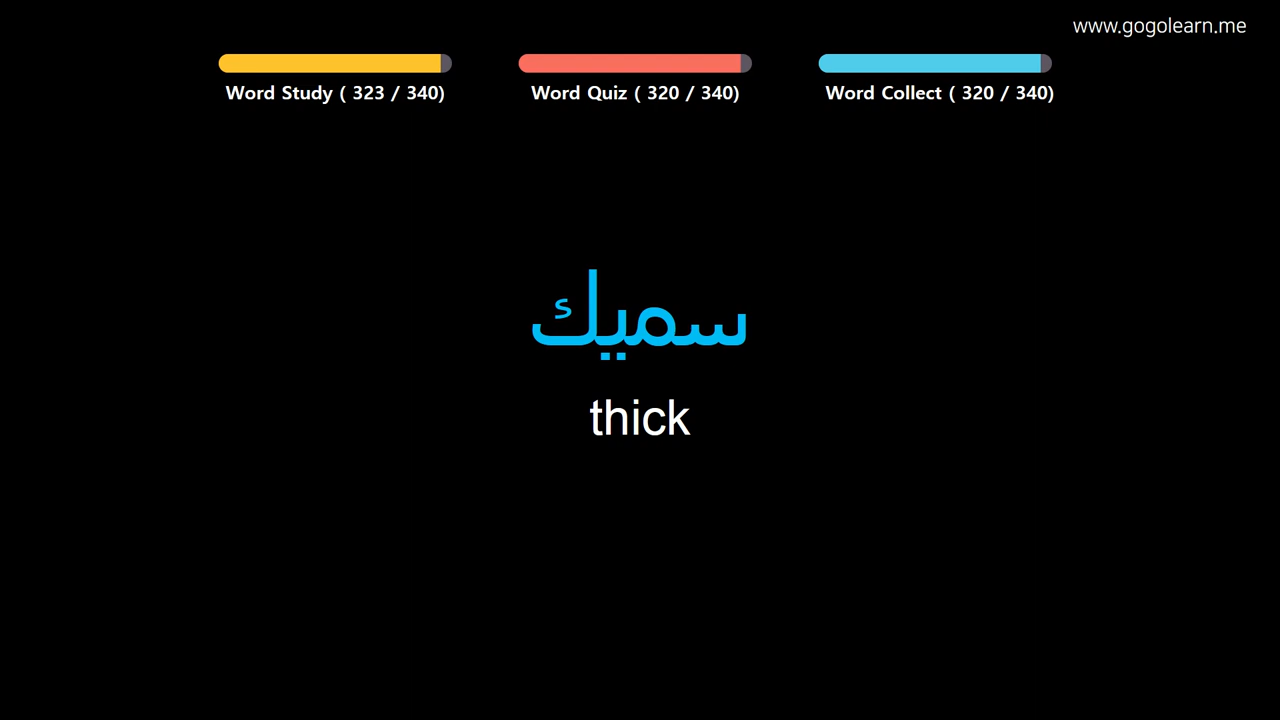 www.gogolearn.me
Word Study ( 323 / 340)
Word Quiz ( 320 / 340)
Word Collect ( 320 / 340)
سميك
thick